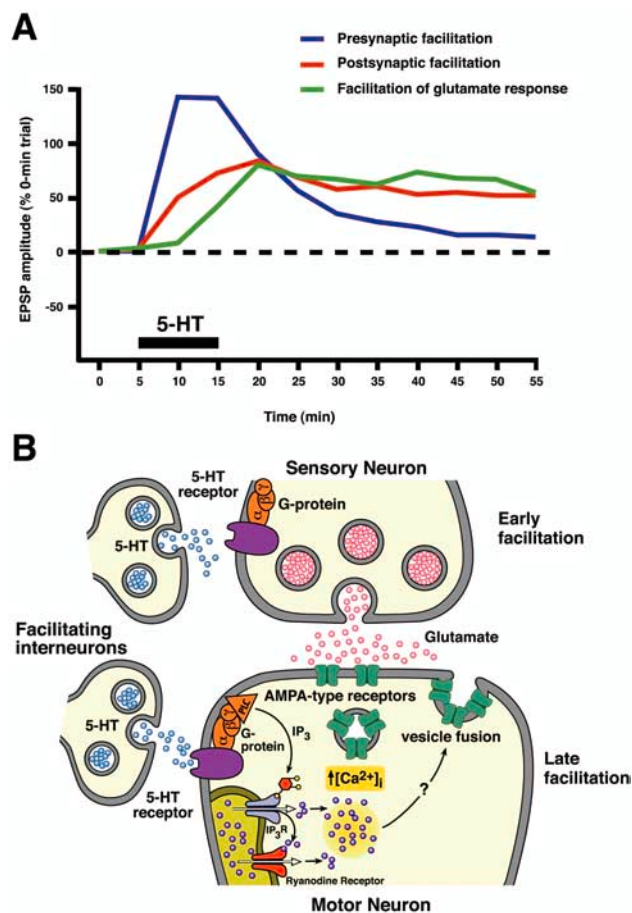 A
Presynaptic facilitation
Postsynaptic facilitation
Facilitation of glutamate response
EPSP amplitude (% 0-min trial)
150
100
50
0
-50
5-HT
0 5 10 15 20 25 30 35 40 45 50 55
Time (min)
B
Sensory Neuron
5-HT
receptor
G-protein
α β γ
5-HT
Early
facilitation
Facilitating
interneurons
Glutamate
AMPA-type receptors
vesicle fusion
5-HT
α β γ
PLC
G-
protein
IP3
↑[Ca2+]i
?
Late
facilitation
5-HT
receptor
IP3R
Ryanodine Receptor
Motor Neuron